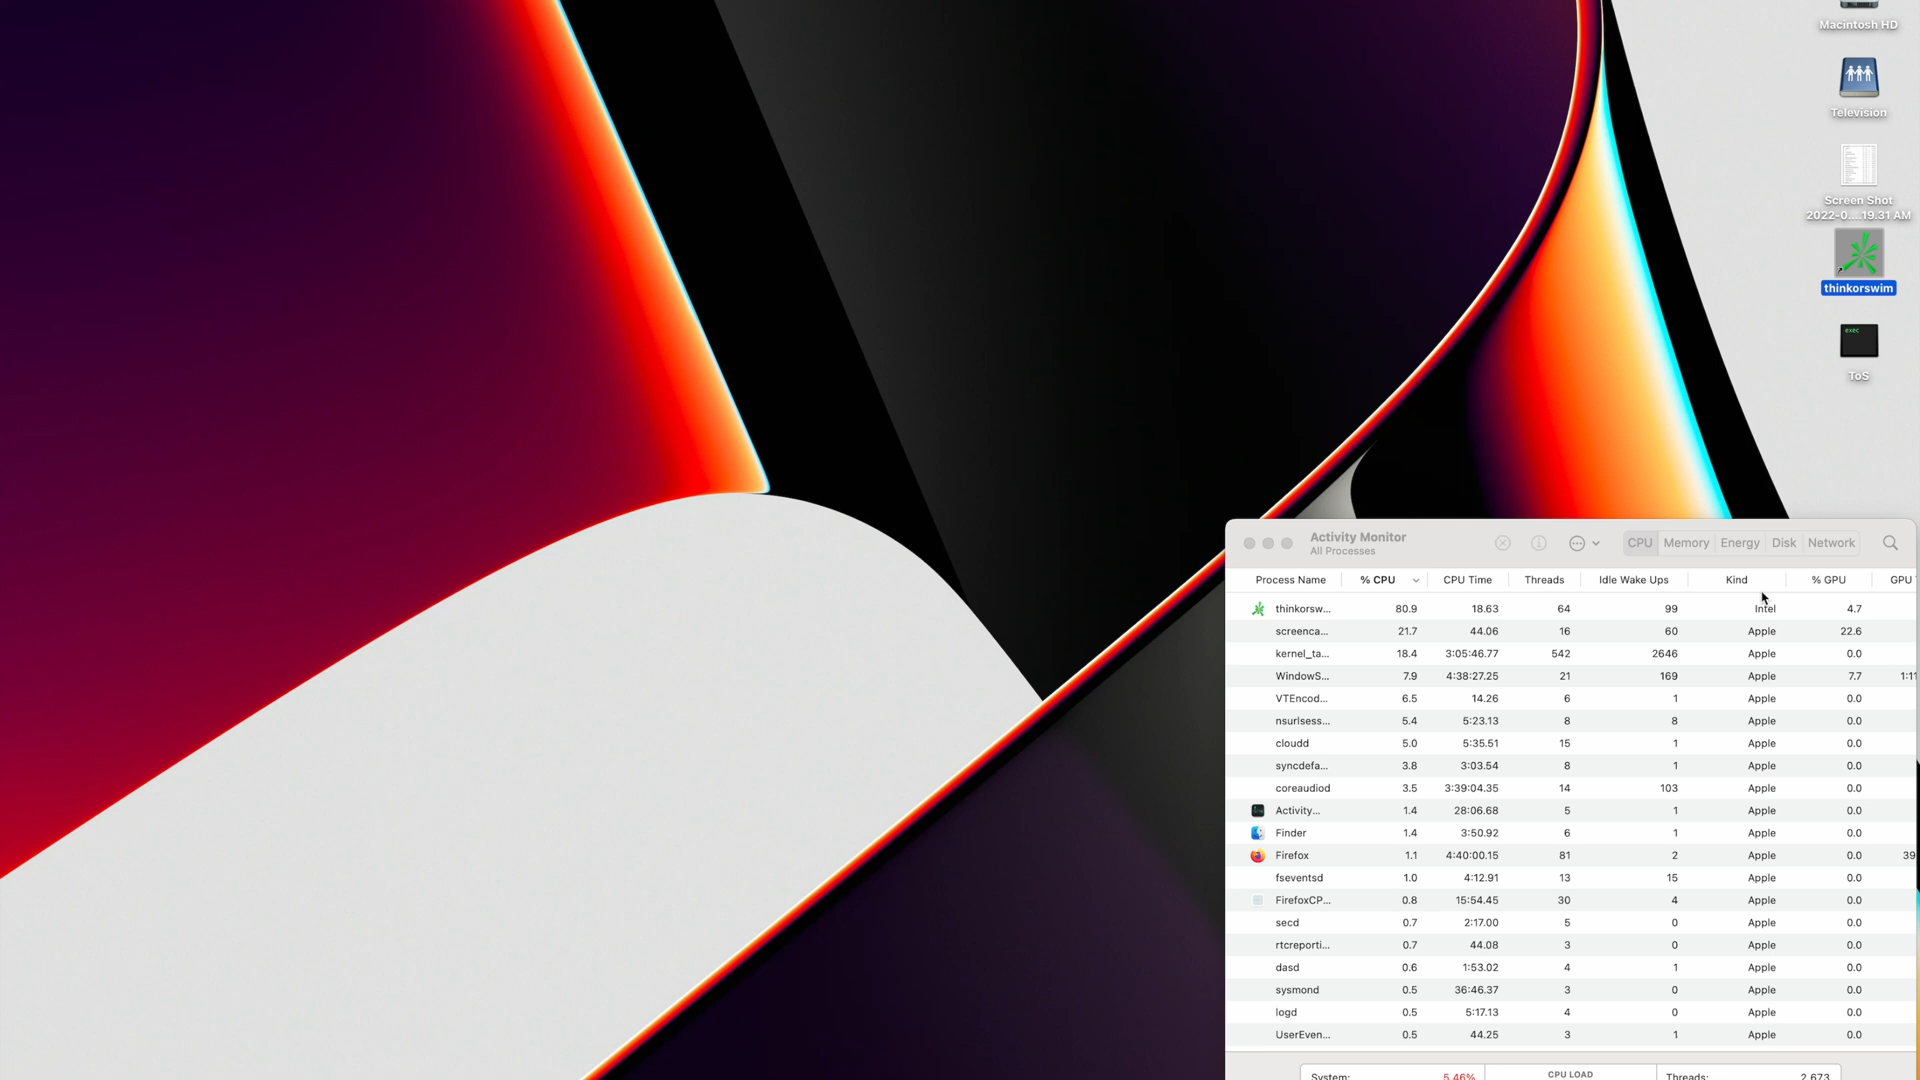 Macintosh HD
Television
Screen Shot
2022-0....19.31 AM
thinkorswim
exec
ToS
Activity Monitor
All Processes
CPU Memory Energy Disk Network
Process Name % CPU CPU Time Threads Idle Wake Ups Kind % GPU GPU
thinkorsw... 80.9 18.63 64 99 Intel 4.7
screenca... 21.7 44.06 16 60 Apple 22.6
kernel_ta... 18.4 3:05:46.77 542 2646 Apple 0.0
WindowS... 7.9 4:38:27.25 21 169 Apple 7.7 1:11
VTEncod... 6.5 14.26 6 1 Apple 0.0
nsurlsess... 5.4 5:23.13 8 8 Apple 0.0
cloudd 5.0 5:35.51 15 1 Apple 0.0
syncdefa... 3.8 3:03.54 8 1 Apple 0.0
coreaudiod 3.5 3:39:04.35 14 103 Apple 0.0
Activity... 1.4 28:06.68 5 1 Apple 0.0
Finder 1.4 3:50.92 6 1 Apple 0.0
Firefox 1.1 4:40:00.15 81 2 Apple 0.0 39
fseventsd 1.0 4:12.91 13 15 Apple 0.0
FirefoxCP... 0.8 15:54.45 30 4 Apple 0.0
secd 0.7 2:17.00 5 0 Apple 0.0
rtcreporti... 0.7 44.08 3 0 Apple 0.0
dasd 0.6 1:53.02 4 1 Apple 0.0
sysmond 0.5 36:46.37 3 0 Apple 0.0
logd 0.5 5:17.13 4 0 Apple 0.0
UserEven... 0.5 44.25 3 1 Apple 0.0
System: 5.46% CPU LOAD Threads: 2,673